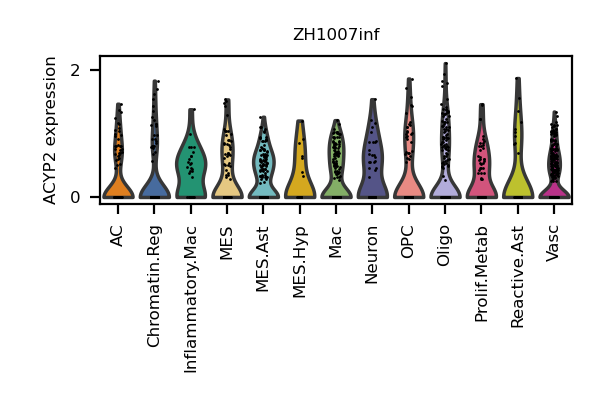 ZH1007inf
ACYP2 expression
2
0
AC
Chromatin.Reg
Inflammatory.Mac
MES
MES.Ast
MES.Hyp
Mac
Neuron
OPC
Oligo
Prolif.Metab
Reactive.Ast
Vasc